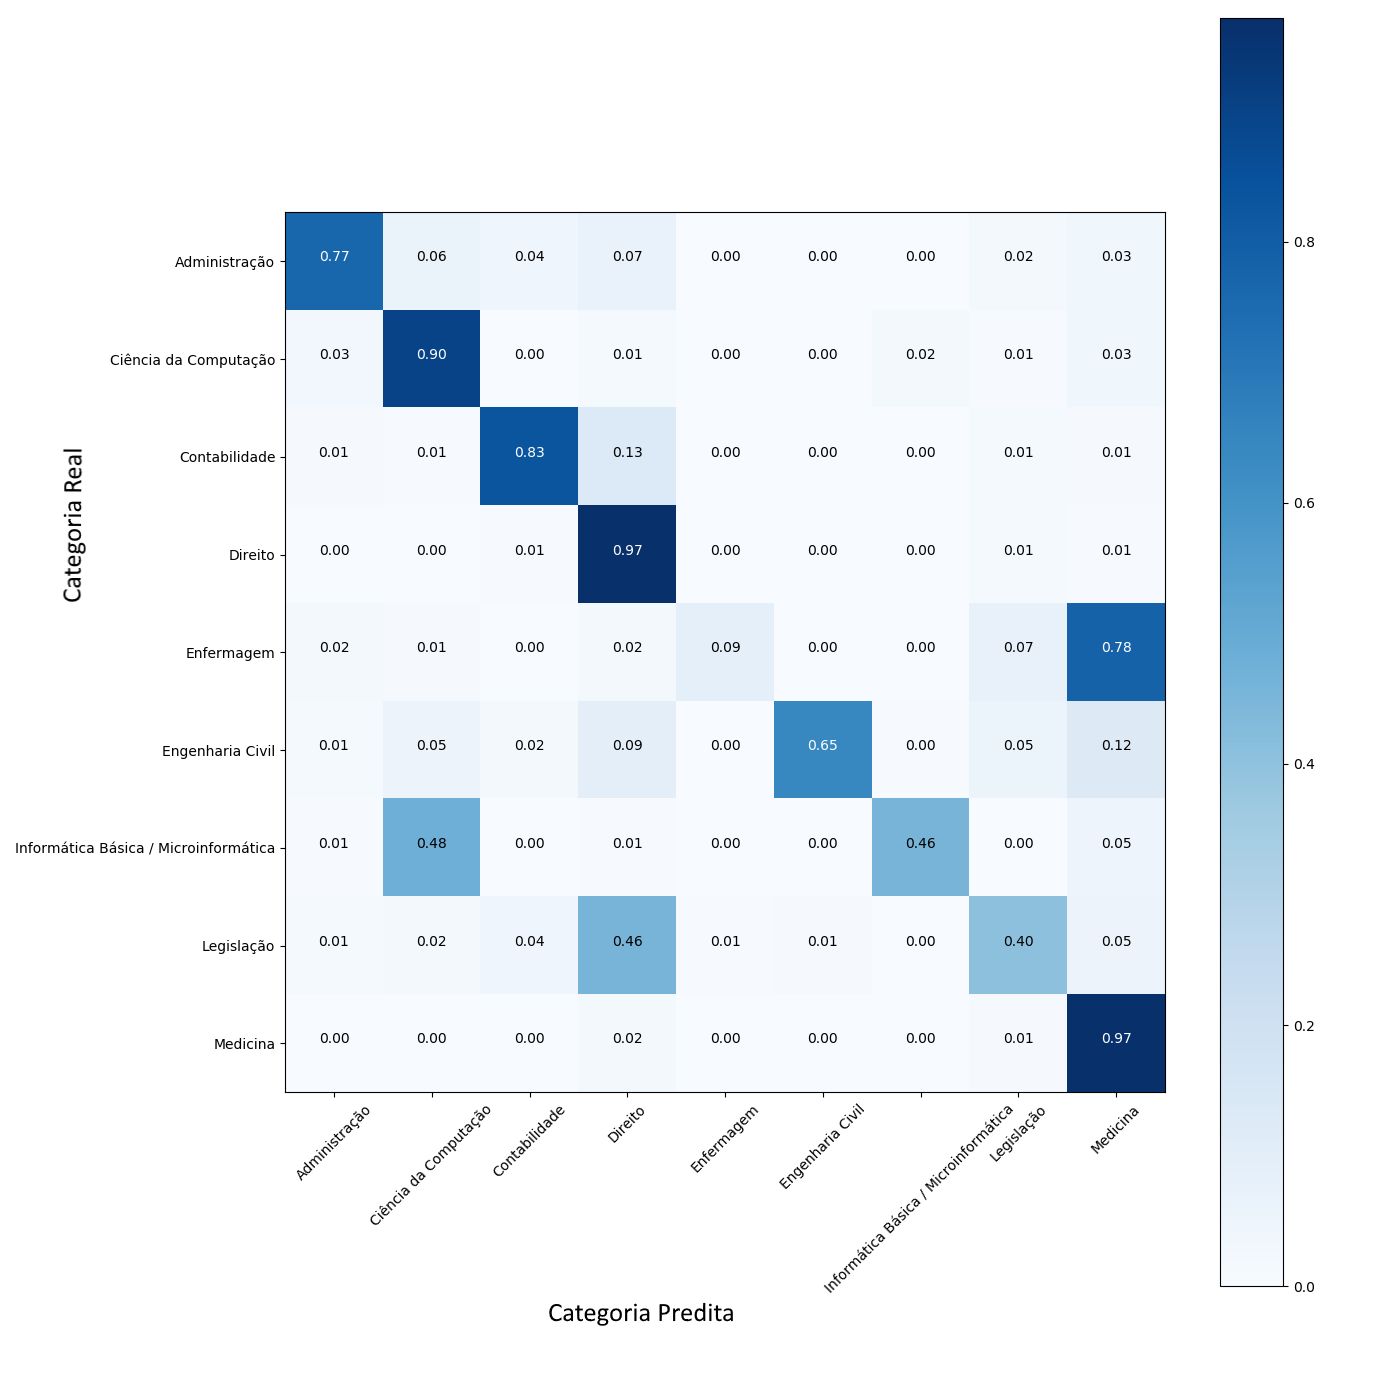 Administração 0.77 0.06 0.04 0.07 0.00 0.00 0.00 0.02 0.03
Ciência da Computação 0.03 0.90 0.00 0.01 0.00 0.00 0.02 0.01 0.03
Contabilidade 0.01 0.01 0.83 0.13 0.00 0.00 0.00 0.01 0.01
Direito 0.00 0.00 0.01 0.97 0.00 0.00 0.00 0.01 0.01
Enfermagem 0.02 0.01 0.00 0.02 0.09 0.00 0.00 0.07 0.78
Engenharia Civil 0.01 0.05 0.02 0.09 0.00 0.65 0.00 0.05 0.12
Informática Básica / Microinformática 0.01 0.48 0.00 0.01 0.00 0.00 0.46 0.00 0.05
Legislação 0.01 0.02 0.04 0.46 0.01 0.01 0.00 0.40 0.05
Medicina 0.00 0.00 0.00 0.02 0.00 0.00 0.00 0.01 0.97
Categoria Real
Administração
Ciência da Computação
Contabilidade
Direito
Enfermagem
Engenharia Civil
Informática Básica / Microinformática
Legislação
Medicina
Categoria Predita
0.8
0.6
0.4
0.2
0.0